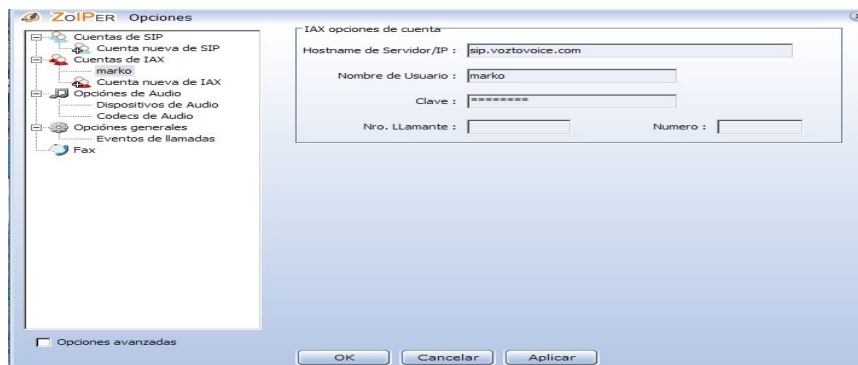 ZOIPER Opciones
Cuentas de SIP
Cuenta nueva de SIP
Cuentas de IAX
marko
Cuenta nueva de IAX
Opciónes de Audio
Dispositivos de Audio
Codecs de Audio
Opciónes generales
Eventos de llamadas
Fax
Opciones avanzadas
IAX opciones de cuenta
Hostname de Servidor/IP : sip.voztovoice.com
Nombre de Usuario : marko
Clave : ********
Nro. LLamante : Numero :
OK Cancelar Aplicar